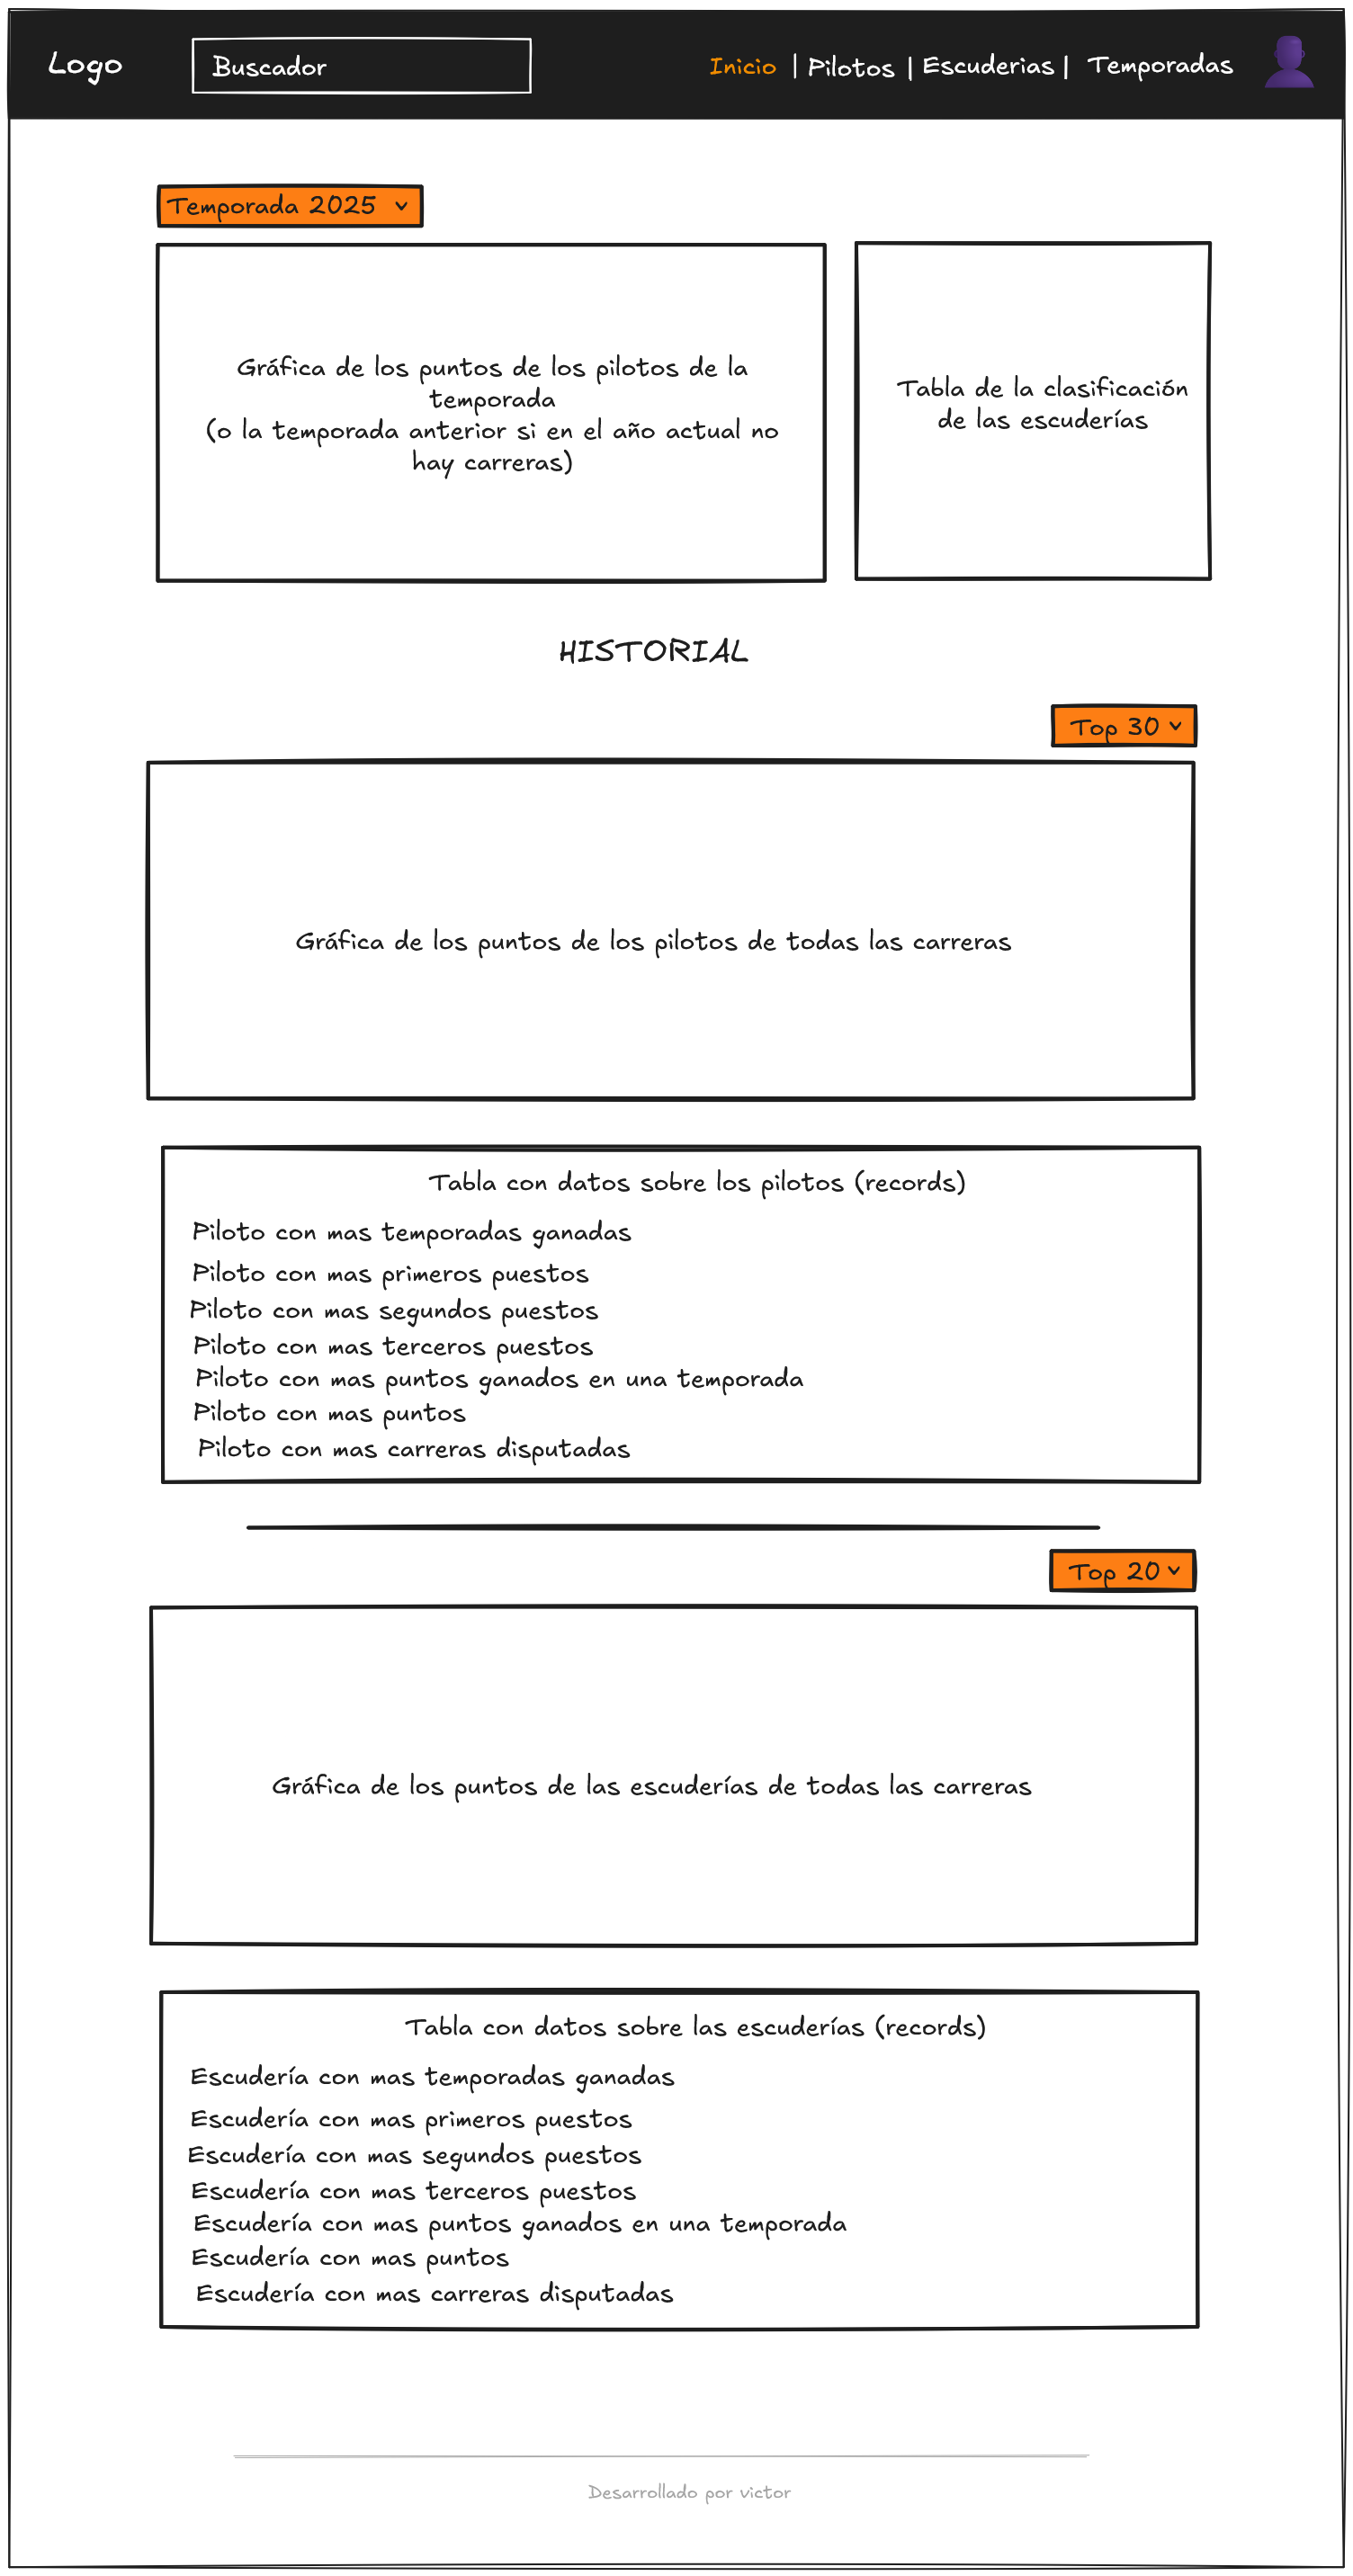 Logo
Buscador
Inicio | Pilotos | Escuderias | Temporadas
Temporada 2025
Gráfica de los puntos de los pilotos de la
temporada
(o la temporada anterior si en el año actual no
hay carreras)
Tabla de la clasificación
de las escuderías
HISTORIAL
Top 30
Gráfica de los puntos de los pilotos de todas las carreras
Tabla con datos sobre los pilotos (records)
Piloto con mas temporadas ganadas
Piloto con mas primeros puestos
Piloto con mas segundos puestos
Piloto con mas terceros puestos
Piloto con mas puntos ganados en una temporada
Piloto con mas puntos
Piloto con mas carreras disputadas
Top 20
Gráfica de los puntos de las escuderías de todas las carreras
Tabla con datos sobre las escuderías (records)
Escudería con mas temporadas ganadas
Escudería con mas primeros puestos
Escudería con mas segundos puestos
Escudería con mas terceros puestos
Escudería con mas puntos ganados en una temporada
Escudería con mas puntos
Escudería con mas carreras disputadas
Desarrollado por victor